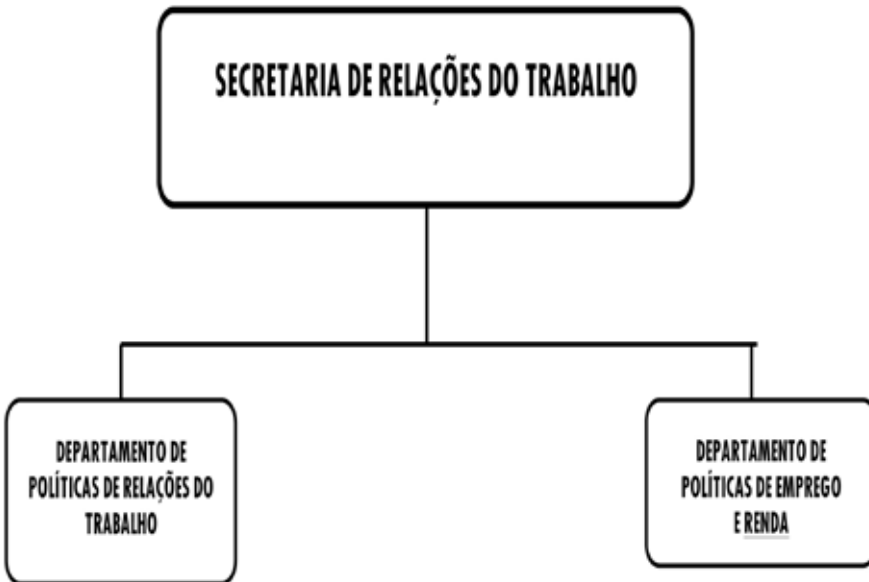 SECRETARIA DE RELAÇÕES DO TRABALHO
DEPARTAMENTO DE
POLÍTICAS DE RELAÇÕES DO
TRABALHO
DEPARTAMENTO DE
POLÍTICAS DE EMPREGO
E RENDA